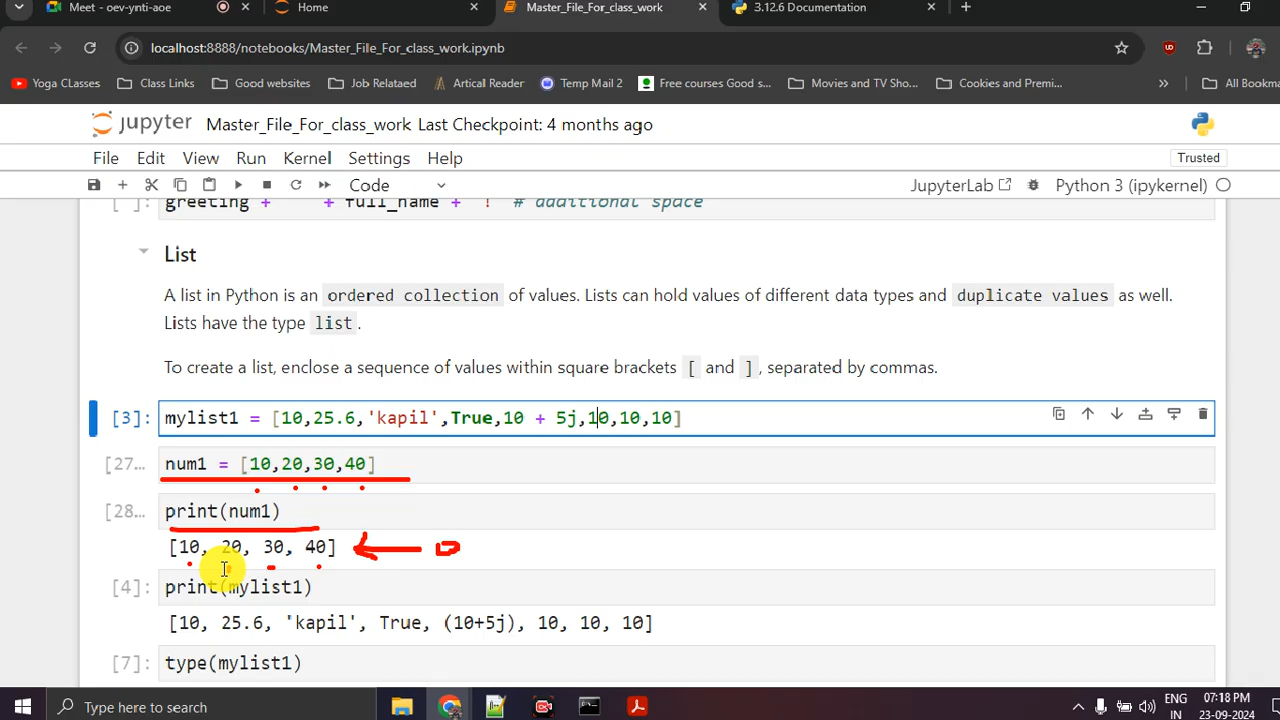 Meet - oev-ynti-aoe
Home
Master_File_For_class_work
3.12.6 Documentation
localhost:8888/notebooks/Master_File_For_class_work.ipynb
Yoga Classes
Class Links
Good websites
Job Relataed
Artical Reader
Temp Mail 2
Free courses Good s...
Movies and TV Sho...
Cookies and Premi...
All Bookma
jupyter Master_File_For_class_work Last Checkpoint: 4 months ago
File Edit View Run Kernel Settings Help
Trusted
Code
JupyterLab
Python 3 (ipykernel)
[ ]: greeting + + full_name + ! # additional space
List
A list in Python is an ordered collection of values. Lists can hold values of different data types and duplicate values as well.
Lists have the type list.
To create a list, enclose a sequence of values within square brackets [ and ], separated by commas.
[3]: mylist1 = [10,25.6,'kapil',True,10 + 5j,10,10,10]
[27... num1 = [10,20,30,40]
[28... print(num1)
[10, 20, 30, 40]
[4]: print(mylist1)
[10, 25.6, 'kapil', True, (10+5j), 10, 10, 10]
[7]: type(mylist1)
Type here to search
ENG
IN
07:18 PM
23-09-2024